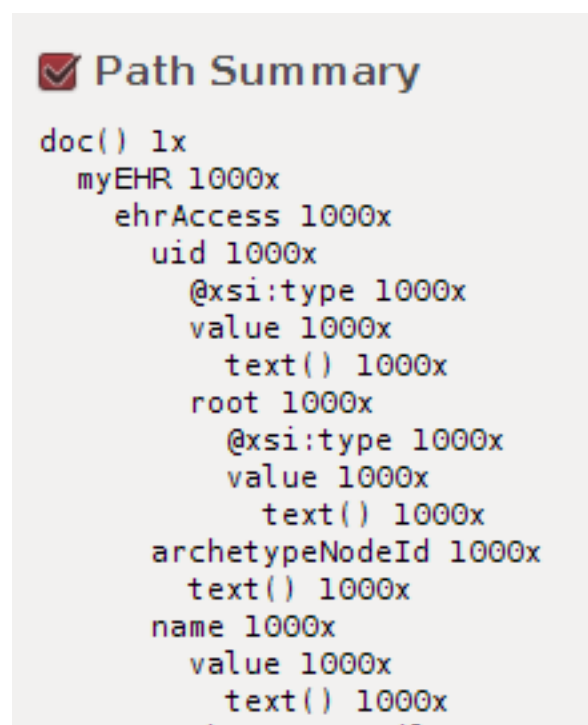 Path Summary
doc() 1x
myEHR 1000x
ehrAccess 1000x
uid 1000x
@xsi:type 1000x
value 1000x
text() 1000x
root 1000x
@xsi:type 1000x
value 1000x
text() 1000x
archetypeNodeId 1000x
text() 1000x
name 1000x
value 1000x
text() 1000x